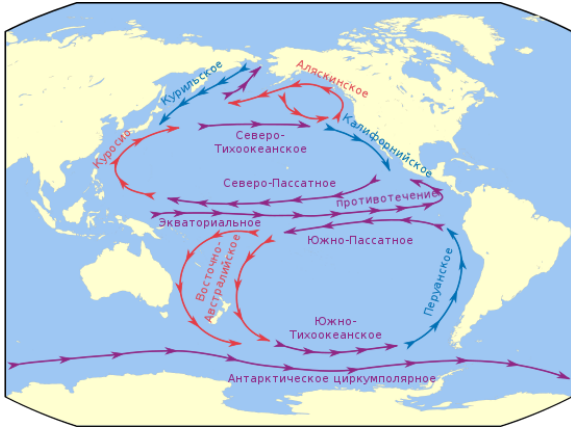 Курильское
Аляскинское
Куросио
Северо-
Тихоокеанское
Калифорнийское
Северо-Пассатное
противотечение
Экваториальное
Южно-Пассатное
Восточно-
Австралийское
Перуанское
Южно-
Тихоокеанское
Антарктическое циркумполярное